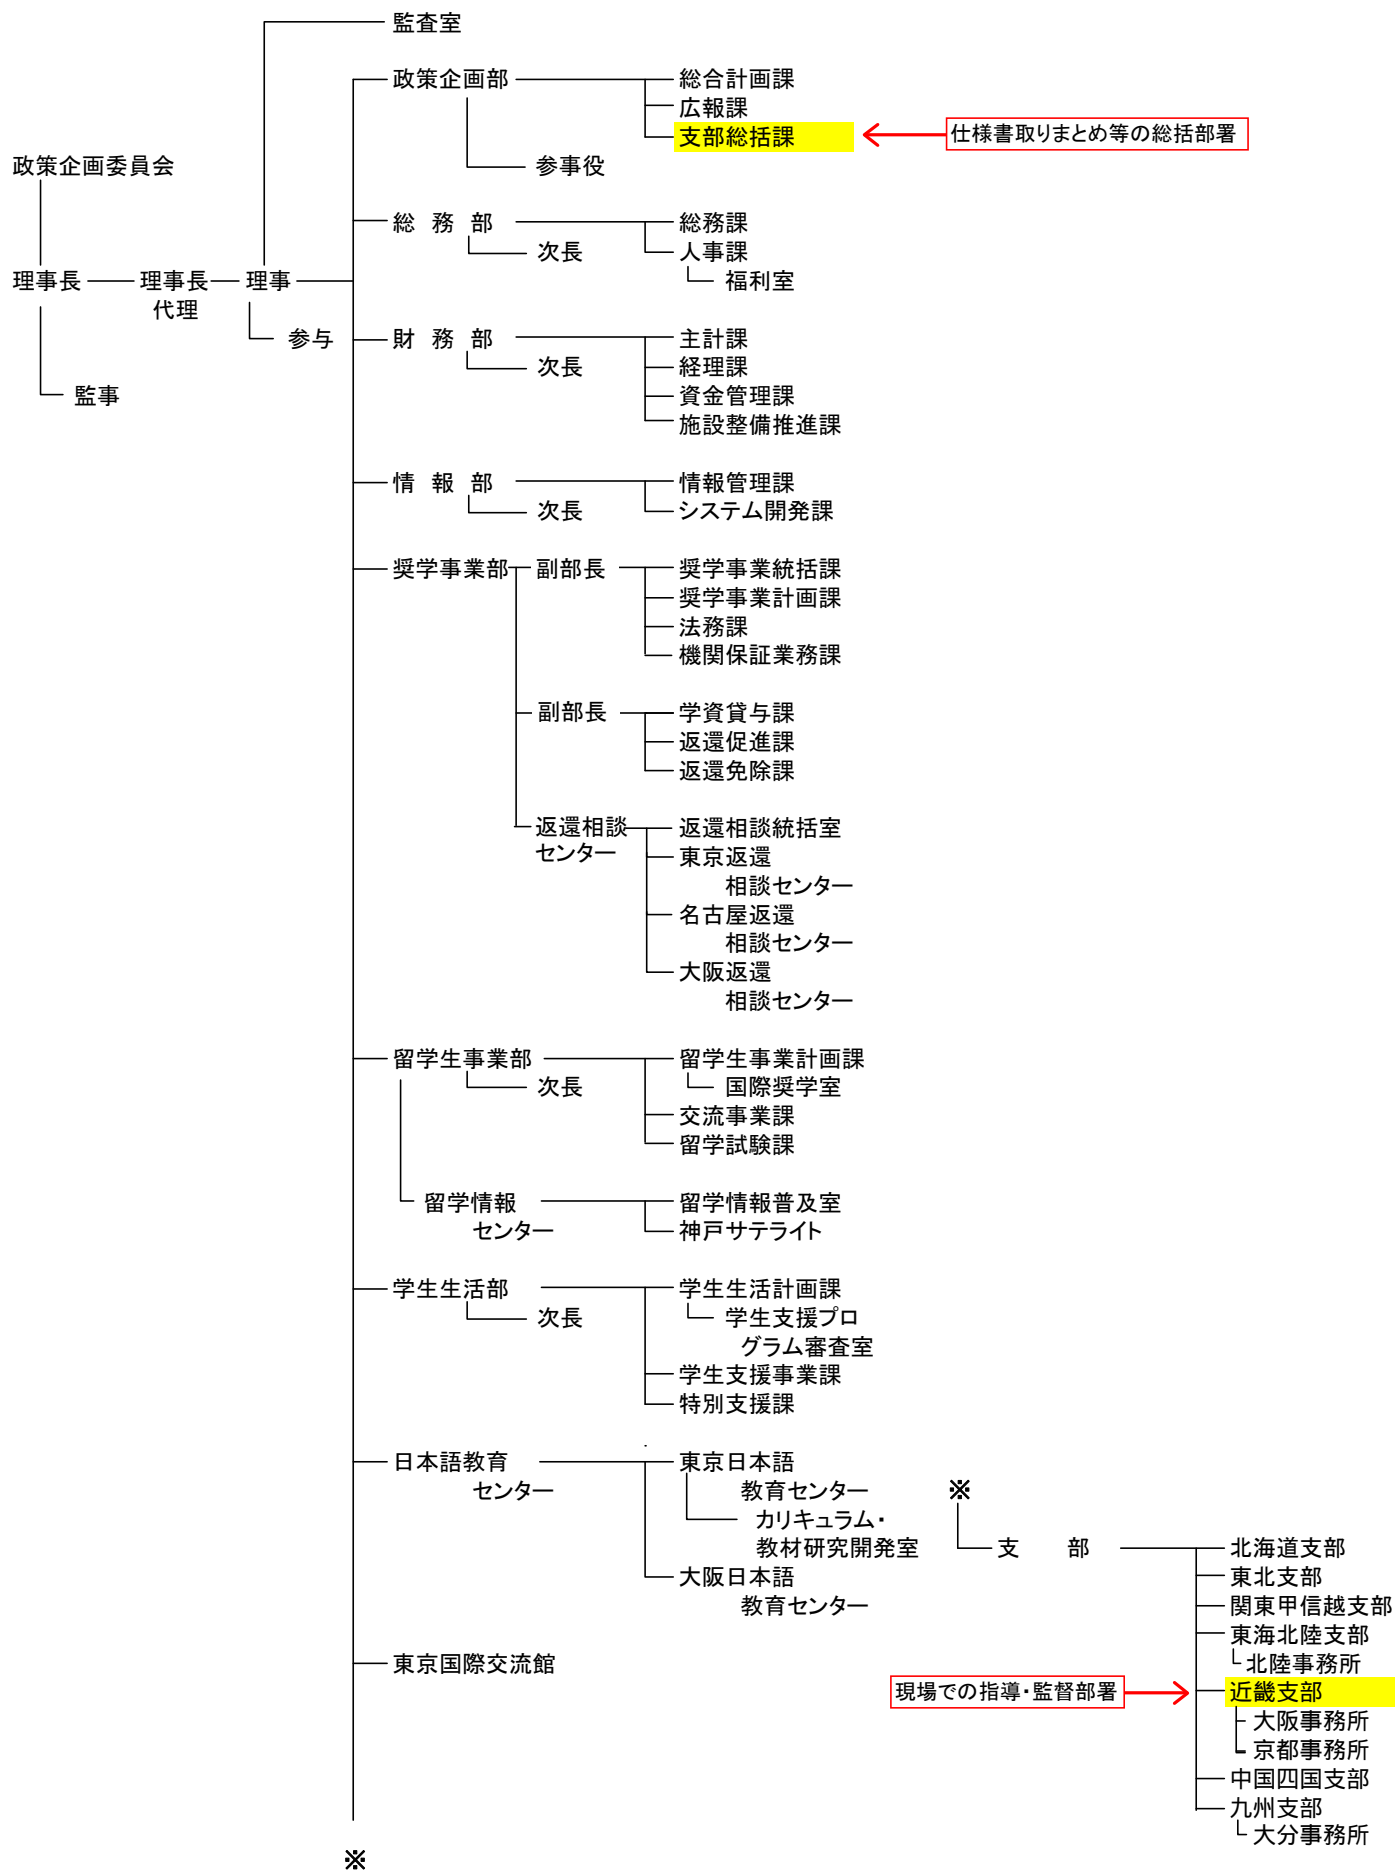 監査室
政策企画部
総合計画課
広報課
支部総括課
仕様書取りまとめ等の総括部署
参事役
政策企画委員会
総 務 部
総務課
次長
人事課
福利室
理事長
理事長
代理
理事
参与
監事
財 務 部
主計課
次長
経理課
資金管理課
施設整備推進課
情 報 部
情報管理課
次長
システム開発課
奨学事業部
副部長
奨学事業統括課
奨学事業計画課
法務課
機関保証業務課
副部長
学資貸与課
返還促進課
返還免除課
返還相談
センター
返還相談統括室
東京返還
相談センター
名古屋返還
相談センター
大阪返還
相談センター
留学生事業部
留学生事業計画課
次長
国際奨学室
交流事業課
留学試験課
留学情報
センター
留学情報普及室
神戸サテライト
学生生活部
学生生活計画課
次長
学生支援プロ
グラム審査室
学生支援事業課
特別支援課
日本語教育
センター
東京日本語
教育センター
カリキュラム・
教材研究開発室
大阪日本語
教育センター
東京国際交流館
※
※
支 部
北海道支部
東北支部
関東甲信越支部
東海北陸支部
北陸事務所
現場での指導・監督部署
近畿支部
大阪事務所
京都事務所
中国四国支部
九州支部
大分事務所